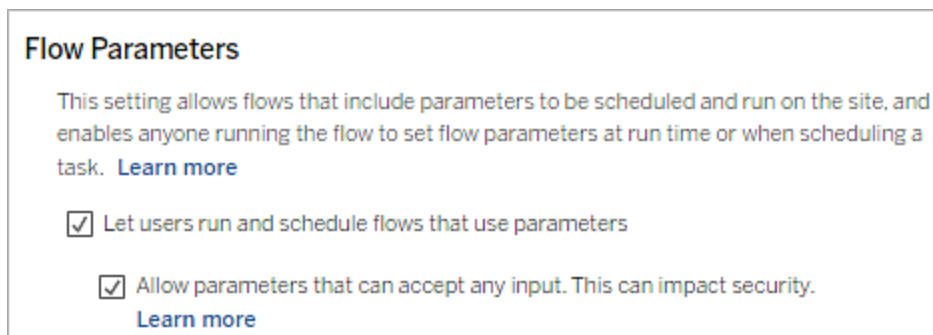 Flow Parameters
This setting allows flows that include parameters to be scheduled and run on the site, and
enables anyone running the flow to set flow parameters at run time or when scheduling a
task. Learn more
Let users run and schedule flows that use parameters
Allow parameters that can accept any input. This can impact security.
Learn more